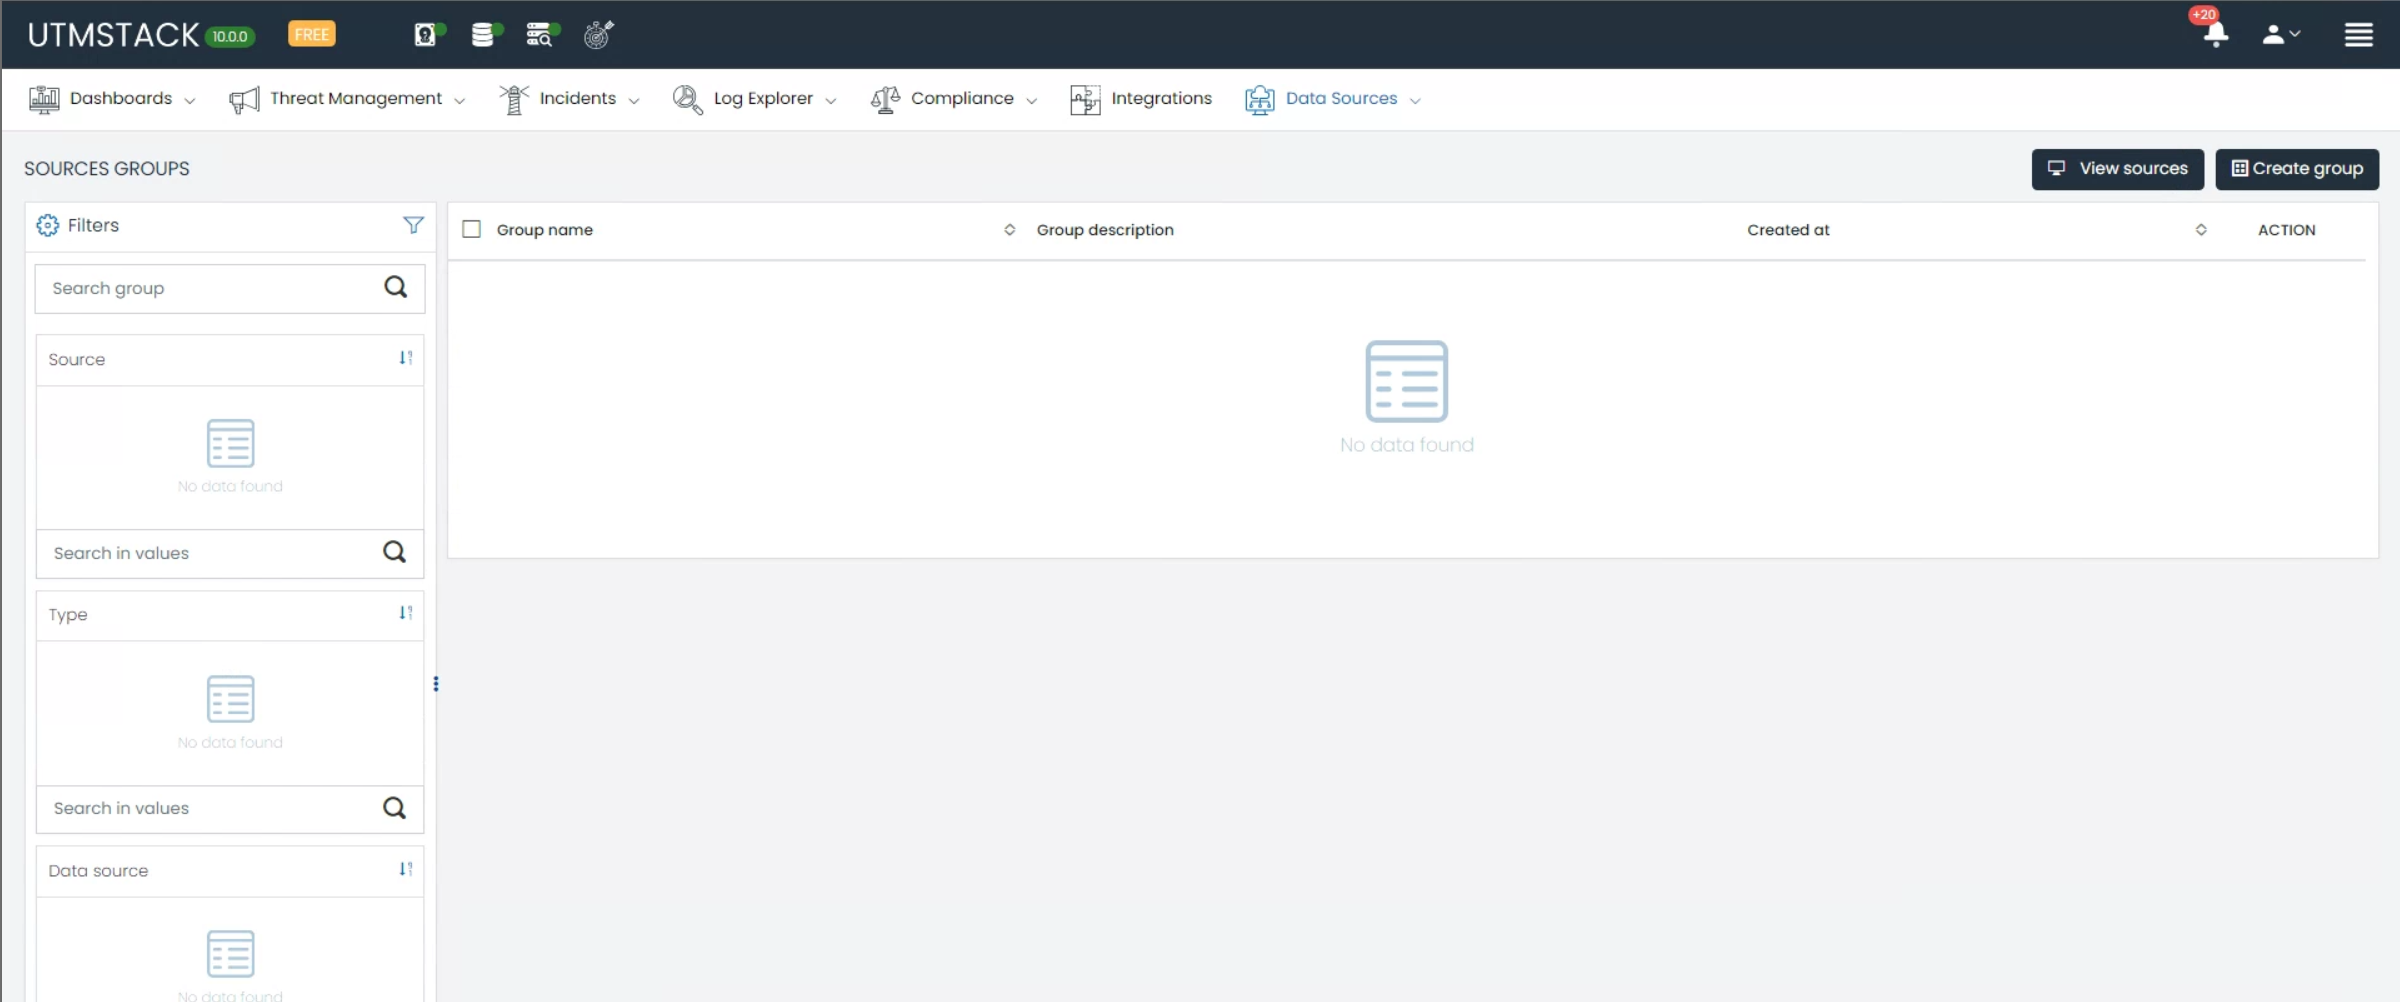 UTMSTACK 10.0.0 FREE +20
Dashboards Threat Management Incidents Log Explorer Compliance Integrations Data Sources
SOURCES GROUPS View sources Create group
Filters
Search group
Source
No data found
Search in values
Type
No data found
Search in values
Data source
No data found
Group name Group description Created at ACTION
No data found